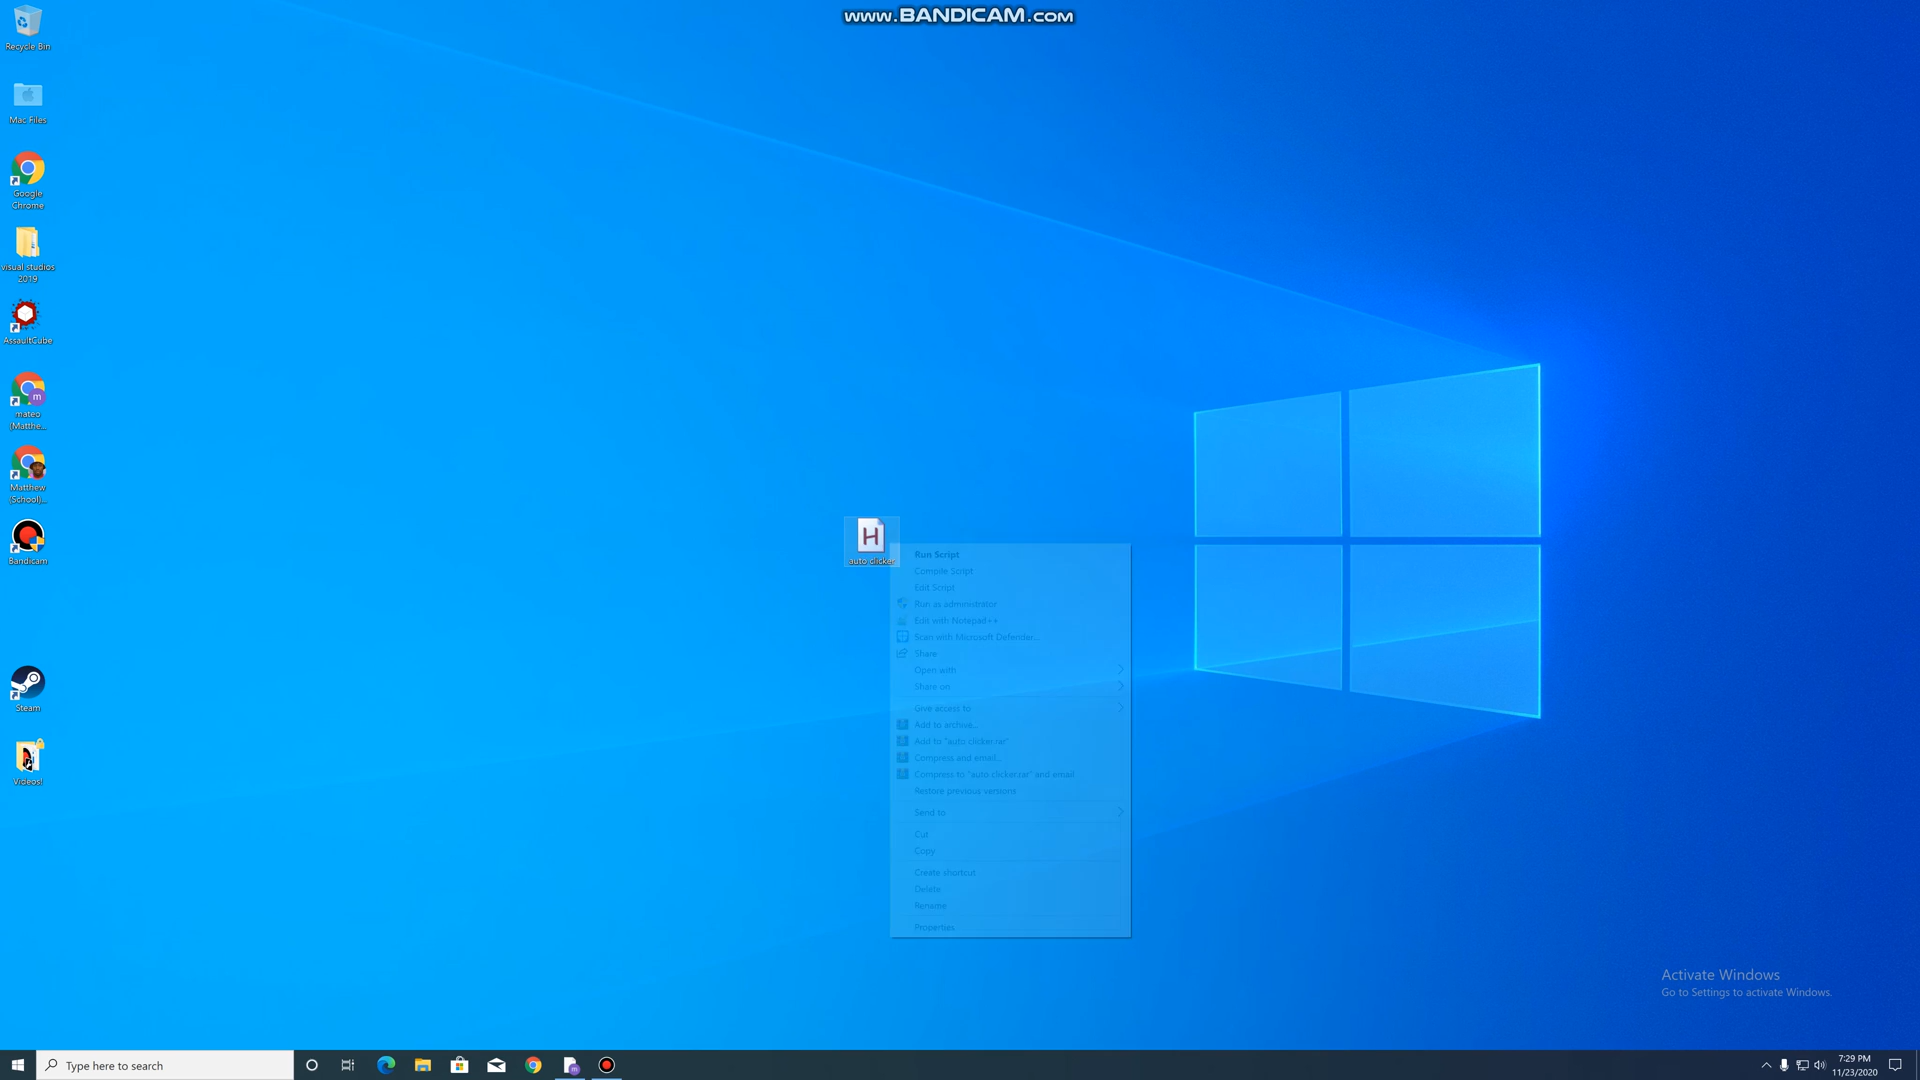 www.BANDICAM.com
Recycle Bin
Mac Files
Google
Chrome
visual studios
2019
AssaultCube
m
mateo
(Matthe...
Matthew
(School)...
Bandicam
Steam
Videos!
H
auto clicker
Run Script
Compile Script
Edit Script
Run as administrator
Edit with Notepad++
Scan with Microsoft Defender...
Share
Open with
Share on
Give access to
Add to archive...
Add to "auto clicker.rar"
Compress and email...
Compress to "auto clicker.rar" and email
Restore previous versions
Send to
Cut
Copy
Create shortcut
Delete
Rename
Properties
Activate Windows
Go to Settings to activate Windows.
Type here to search
7:29 PM
11/23/2020